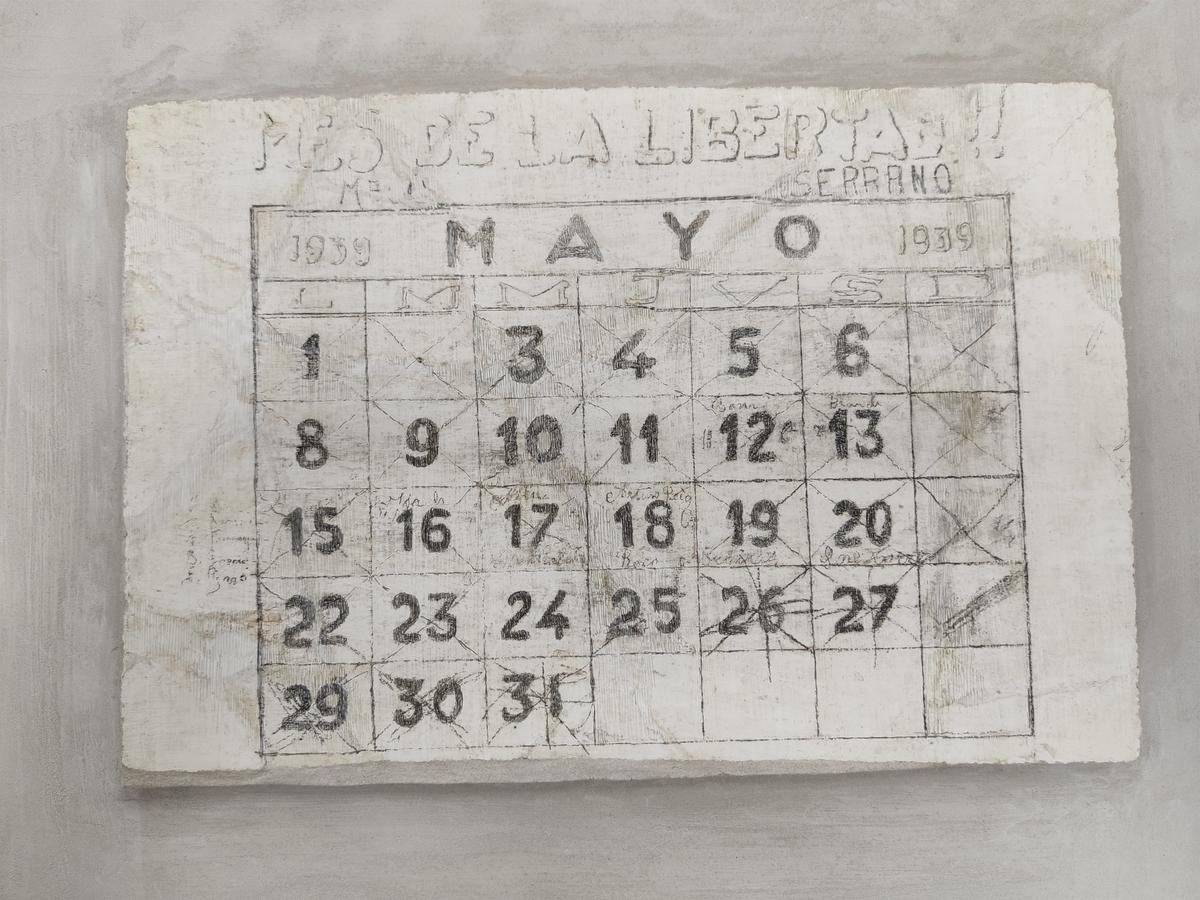 MES DE LA LIBERTAD !!
Mª SERRANO
1939 MAYO 1939
L M M J V S D
1 3 4 5 6
8 9 10 11 12 13
15 16 17 18 19 20
22 23 24 25 26 27
29 30 31